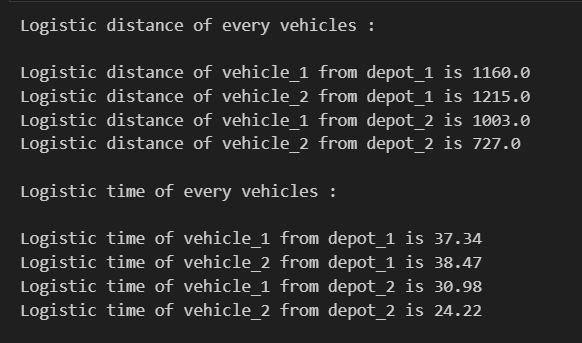 Logistic distance of every vehicles :
Logistic distance of vehicle_1 from depot_1 is 1160.0
Logistic distance of vehicle_2 from depot_1 is 1215.0
Logistic distance of vehicle_1 from depot_2 is 1003.0
Logistic distance of vehicle_2 from depot_2 is 727.0
Logistic time of every vehicles :
Logistic time of vehicle_1 from depot_1 is 37.34
Logistic time of vehicle_2 from depot_1 is 38.47
Logistic time of vehicle_1 from depot_2 is 30.98
Logistic time of vehicle_2 from depot_2 is 24.22